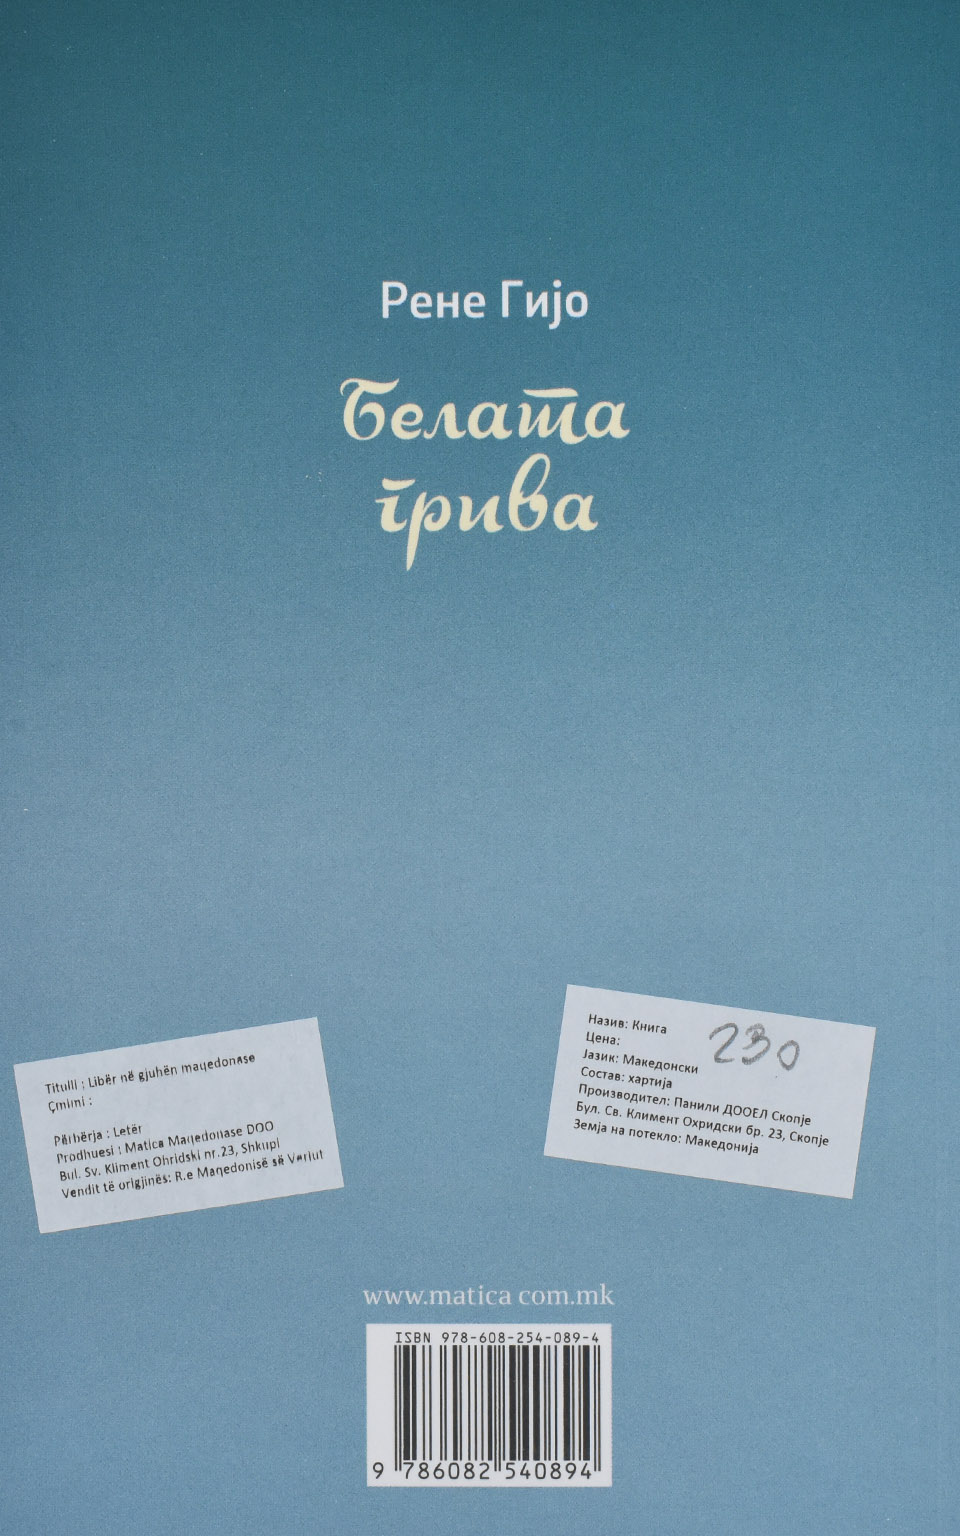 Рене Гијо
Белата
грива
Titulli : Libër në gjuhën maqedonase
Çmimi :
Përbërja : Letër
Prodhuesi : Matica Maqedonase DOO
Bul. Sv. Kliment Ohridski nr.23, Shkupi
Vendit të origjinës: R.e Maqedonisë së Veriut
Назив: Книга
Цена: 230
Јазик: Македонски
Состав: хартија
Производител: Панили ДООЕЛ Скопје
Бул. Св. Климент Охридски бр. 23, Скопје
Земја на потекло: Македонија
www.matica com.mk
ISBN 978-608-254-089-4
9 786082 540894